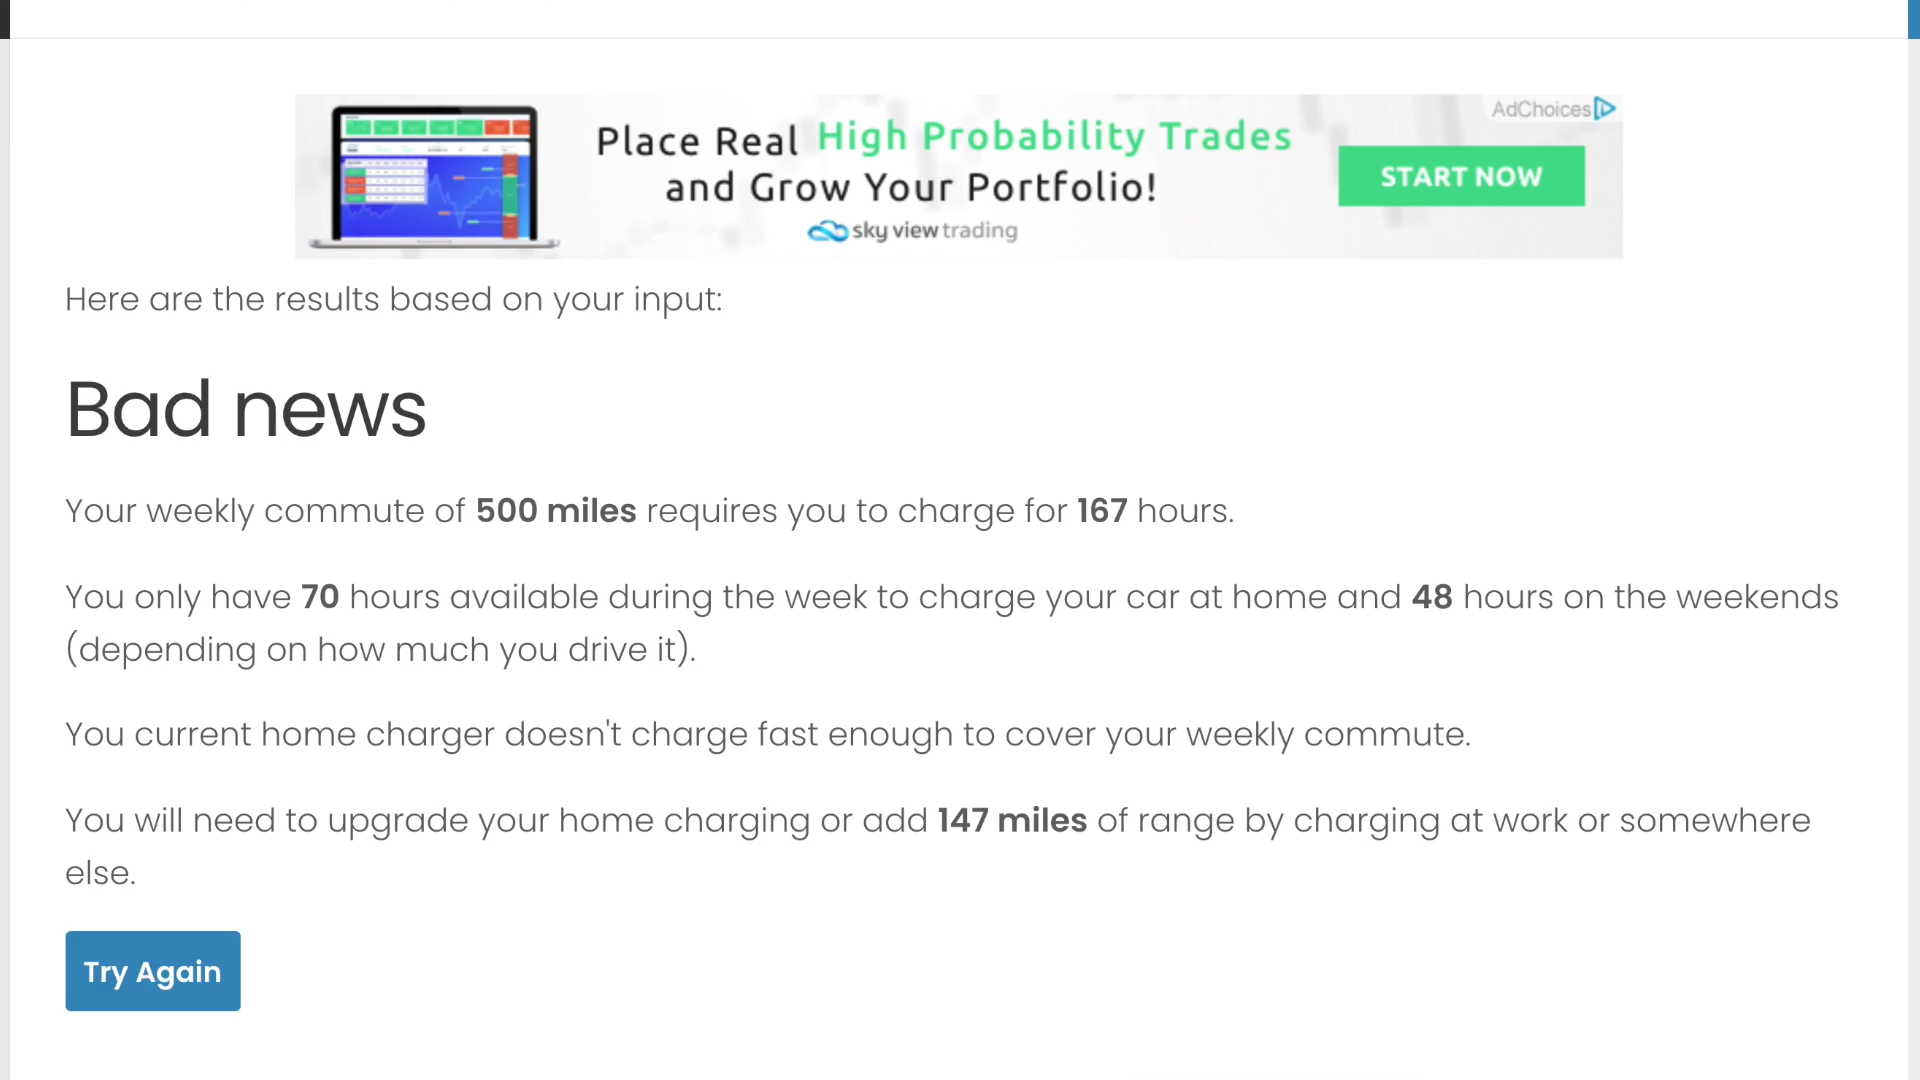 AdChoices
Place Real High Probability Trades
and Grow Your Portfolio!
START NOW
sky view trading
Here are the results based on your input:
Bad news
Your weekly commute of 500 miles requires you to charge for 167 hours.
You only have 70 hours available during the week to charge your car at home and 48 hours on the weekends
(depending on how much you drive it).
You current home charger doesn't charge fast enough to cover your weekly commute.
You will need to upgrade your home charging or add 147 miles of range by charging at work or somewhere
else.
Try Again